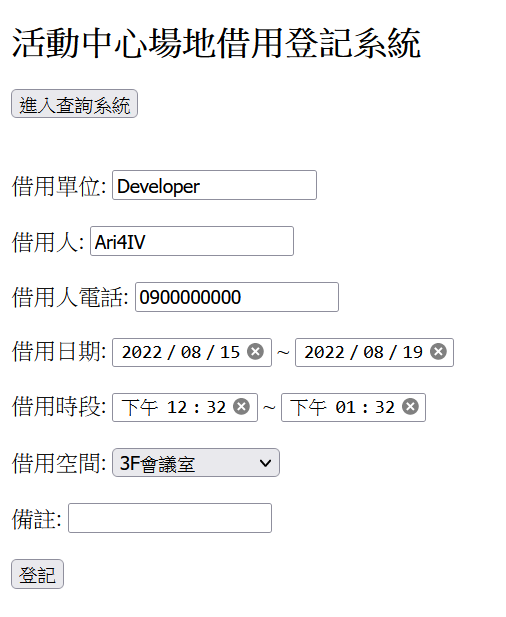 活動中心場地借用登記系統
進入查詢系統
借用單位: Developer
借用人: Ari4IV
借用人電話: 0900000000
借用日期: 2022/08/15 ~ 2022/08/19
借用時段: 下午 12:32 ~ 下午 01:32
借用空間: 3F會議室
備註:
登記